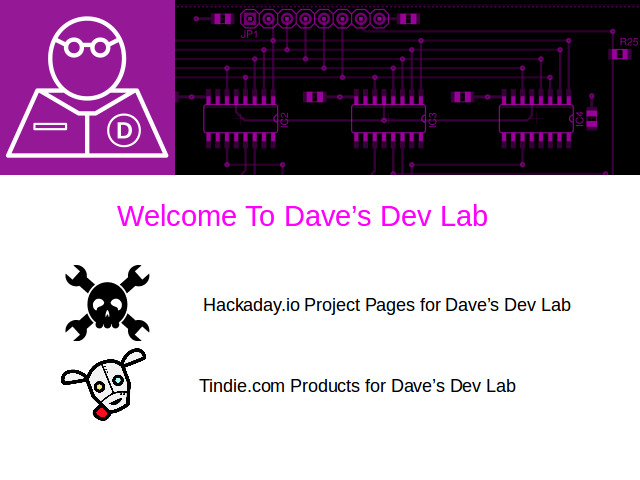 JP1
R25
IC2
IC3
IC4
D
Welcome To Dave’s Dev Lab
Hackaday.io Project Pages for Dave’s Dev Lab
Tindie.com Products for Dave’s Dev Lab